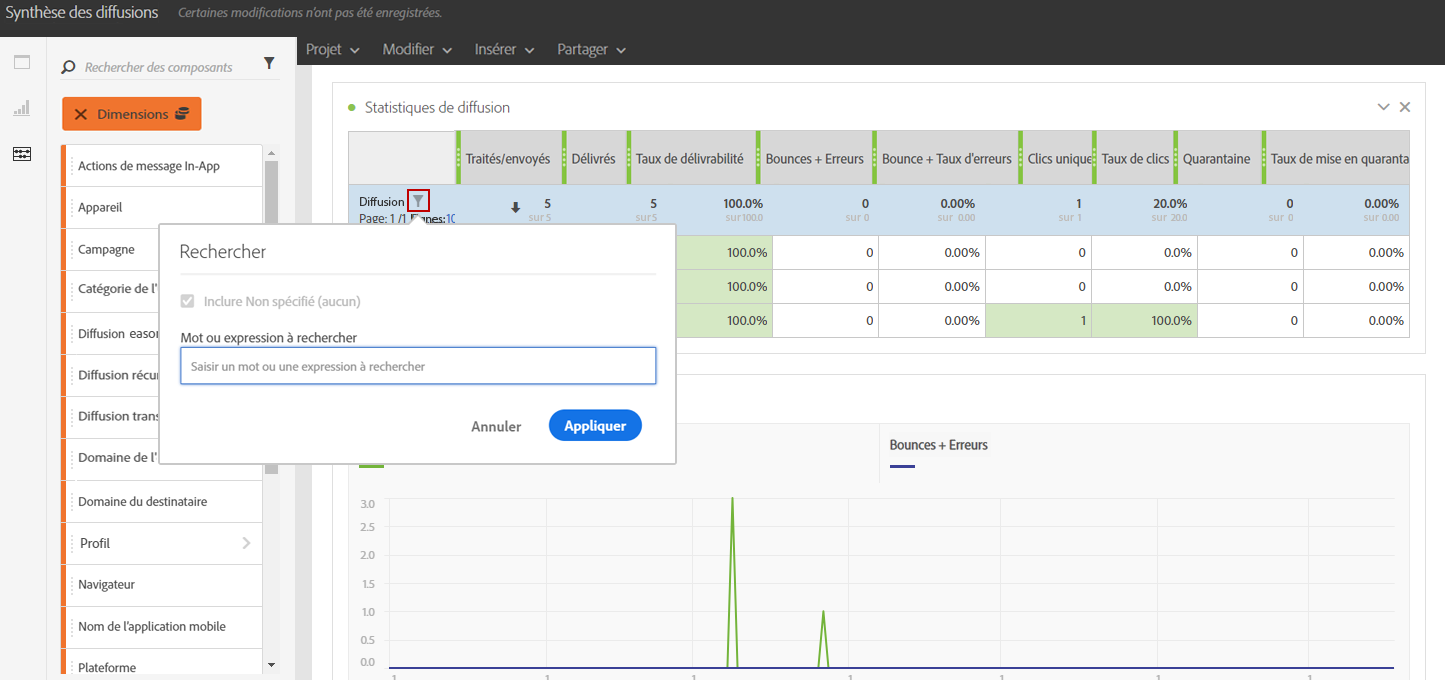 Synthèse des diffusions Certaines modifications n'ont pas été enregistrées.
Projet Modifier Insérer Partager
Rechercher des composants
Dimensions
Actions de message In-App
Appareil
Campagne
Catégorie de l'
Diffusion
Diffusion récu
Diffusion trans
Domaine de l'
Domaine du destinataire
Profil
Navigateur
Nom de l'application mobile
Plateforme
Statistiques de diffusion
Traités/envoyés Délivrés Taux de délivrabilité Bounces + Erreurs Bounce + Taux d'erreurs Clics unique Taux de clics Quarantaine Taux de mise en quaranta
Diffusion 5 5 100.0% 0 0.00% 1 20.0% 0 0.00%
Page: 1 /1 sur 5 sur 5 sur100.0 sur 0 sur 0.00 sur 1 sur 20.0 sur 0 sur 0.00
100.0% 0 0.00% 0 0.0% 0 0.00%
100.0% 0 0.00% 0 0.0% 0 0.00%
100.0% 0 0.00% 1 100.0% 0 0.00%
Rechercher
Inclure Non spécifié (aucun)
Mot ou expression à rechercher
Saisir un mot ou une expression à rechercher
Annuler Appliquer
Bounces + Erreurs
3.0
2.5
2.0
1.5
1.0
0.5
0.0
1 1 1 1 1 1 1